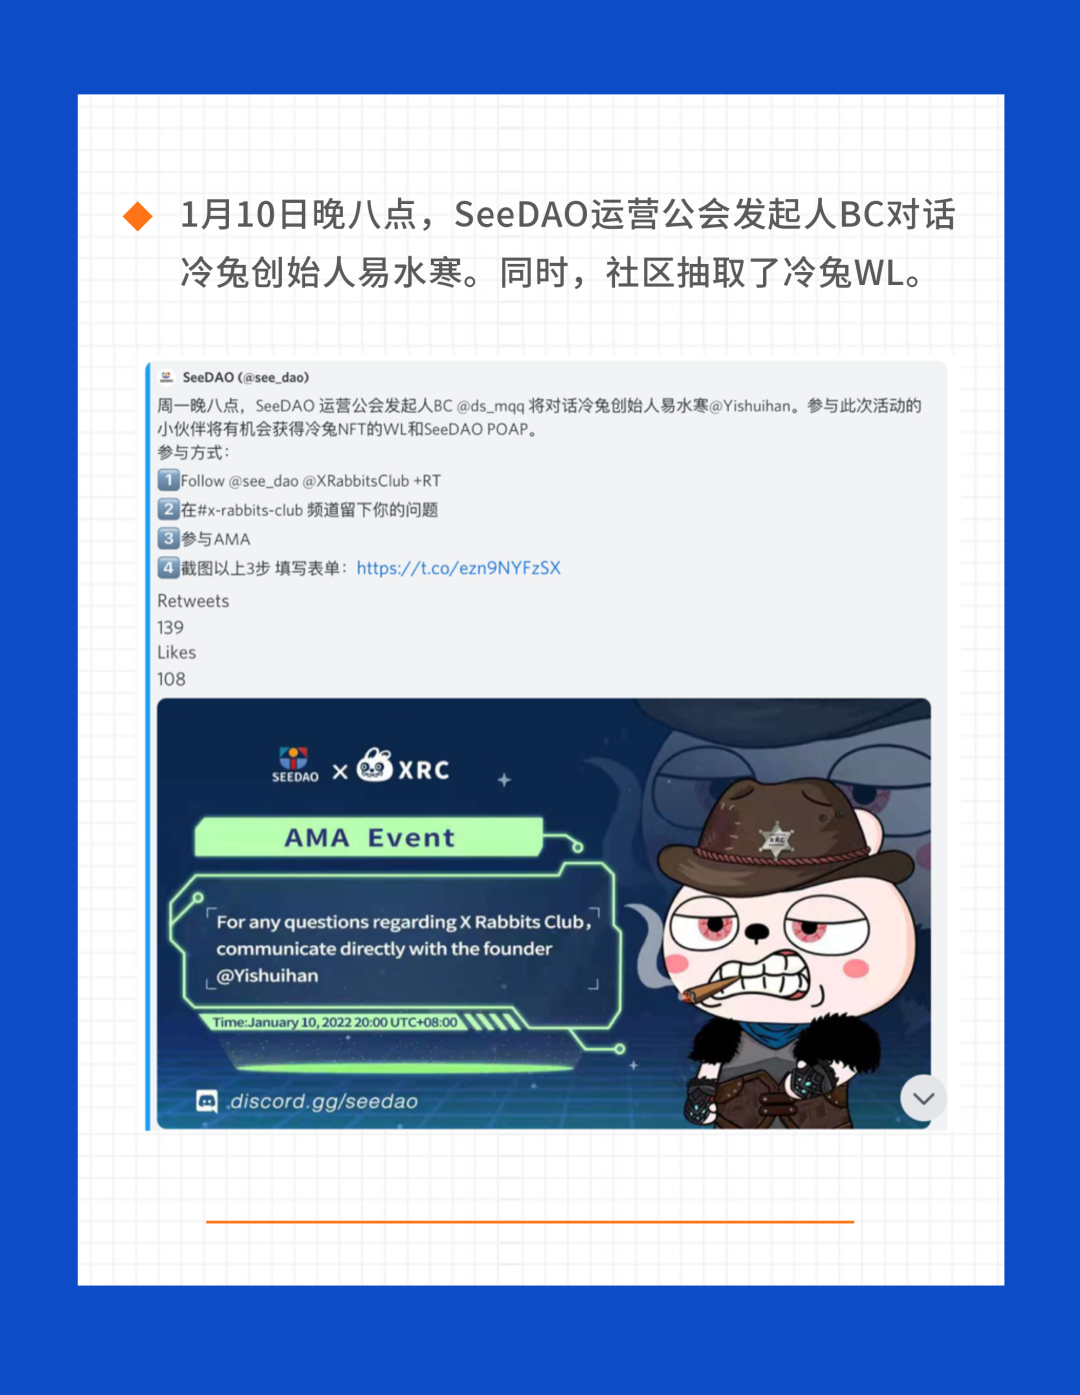 1月10日晚八点，SeeDAO运营公会发起人BC对话
冷兔创始人易水寒。同时，社区抽取了冷兔WL。
SeeDAO (@see_dao)
周一晚八点，SeeDAO 运营公会发起人BC @ds_mqq 将对话冷兔创始人易水寒@Yishuihan。参与此次活动的
小伙伴将有机会获得冷兔NFT的WL和SeeDAO POAP。
参与方式：
1 Follow @see_dao @XRabbitsClub +RT
2 在#x-rabbits-club 频道留下你的问题
3 参与AMA
4 截图以上3步 填写表单：https://t.co/ezn9NYFzSX
Retweets
139
Likes
108
SEEDAO × XRC
AMA Event
For any questions regarding X Rabbits Club,
communicate directly with the founder
@Yishuihan
Time:January 10, 2022 20:00 UTC+08:00
discord.gg/seedao
XRC